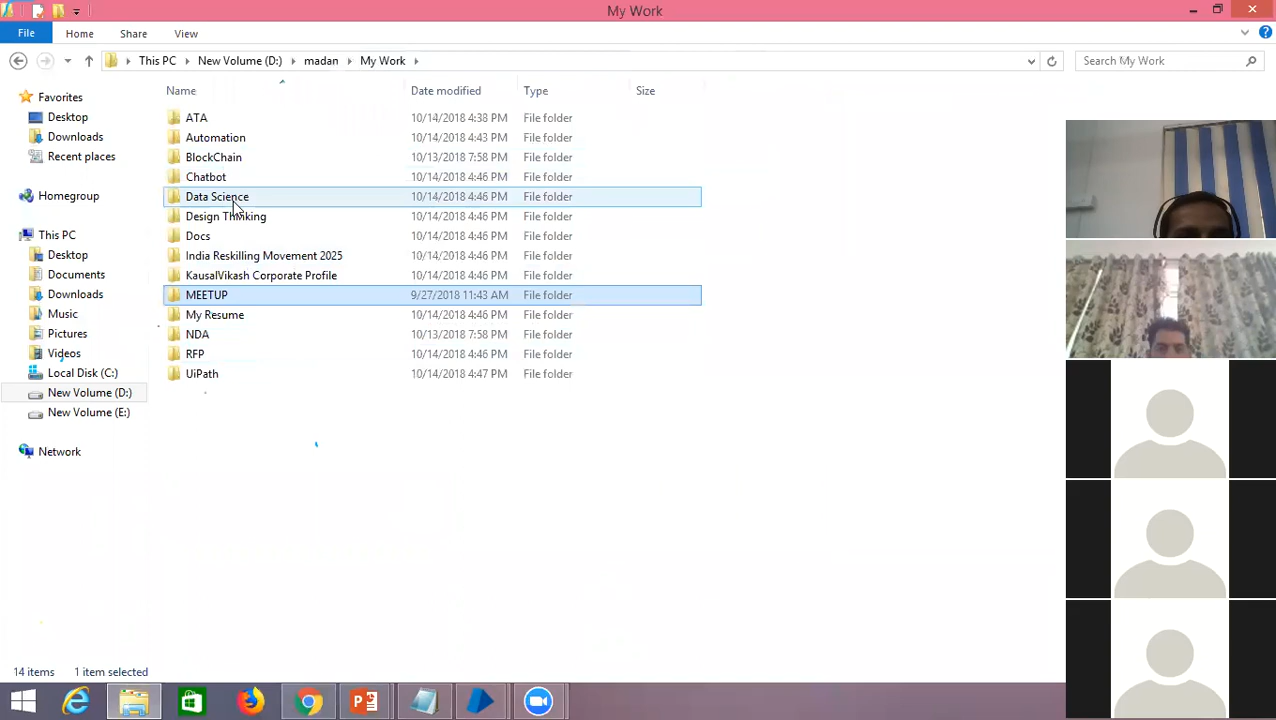 My Work
File Home Share View
This PC New Volume (D:) madan My Work Search My Work
Name Date modified Type Size
Favorites
Desktop
Downloads
Recent places
Homegroup
This PC
Desktop
Documents
Downloads
Music
Pictures
Videos
Local Disk (C:)
New Volume (D:)
New Volume (E:)
Network
ATA 10/14/2018 4:38 PM File folder
Automation 10/14/2018 4:43 PM File folder
BlockChain 10/13/2018 7:58 PM File folder
Chatbot 10/14/2018 4:46 PM File folder
Data Science 10/14/2018 4:46 PM File folder
Design Thinking 10/14/2018 4:46 PM File folder
Docs 10/14/2018 4:46 PM File folder
India Reskilling Movement 2025 10/14/2018 4:46 PM File folder
KausalVikash Corporate Profile 10/14/2018 4:46 PM File folder
MEETUP 9/27/2018 11:43 AM File folder
My Resume 10/14/2018 4:46 PM File folder
NDA 10/13/2018 7:58 PM File folder
RFP 10/14/2018 4:46 PM File folder
UiPath 10/14/2018 4:47 PM File folder
14 items 1 item selected